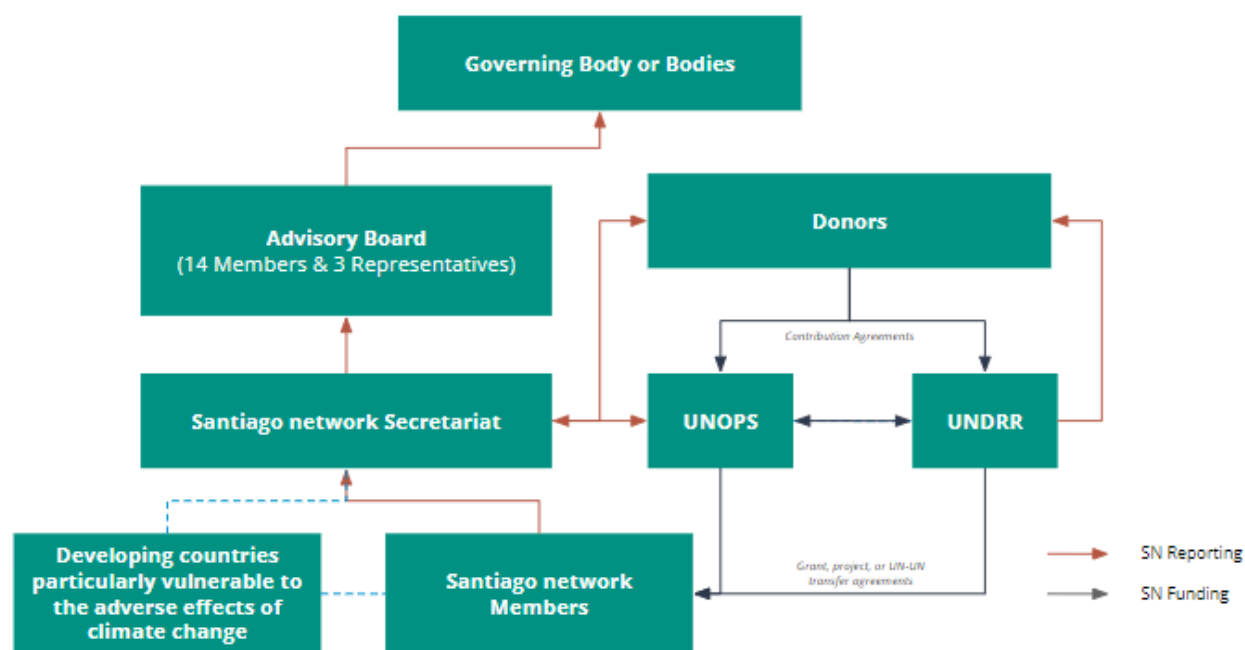 Governing Body or Bodies
Advisory Board
(14 Members & 3 Representatives)
Donors
Contribution Agreements
Santiago network Secretariat
UNOPS
UNDRR
Developing countries
particularly vulnerable to
the adverse effects of
climate change
Santiago network
Members
Grant, project, or UN-UN
transfer agreements
SN Reporting
SN Funding